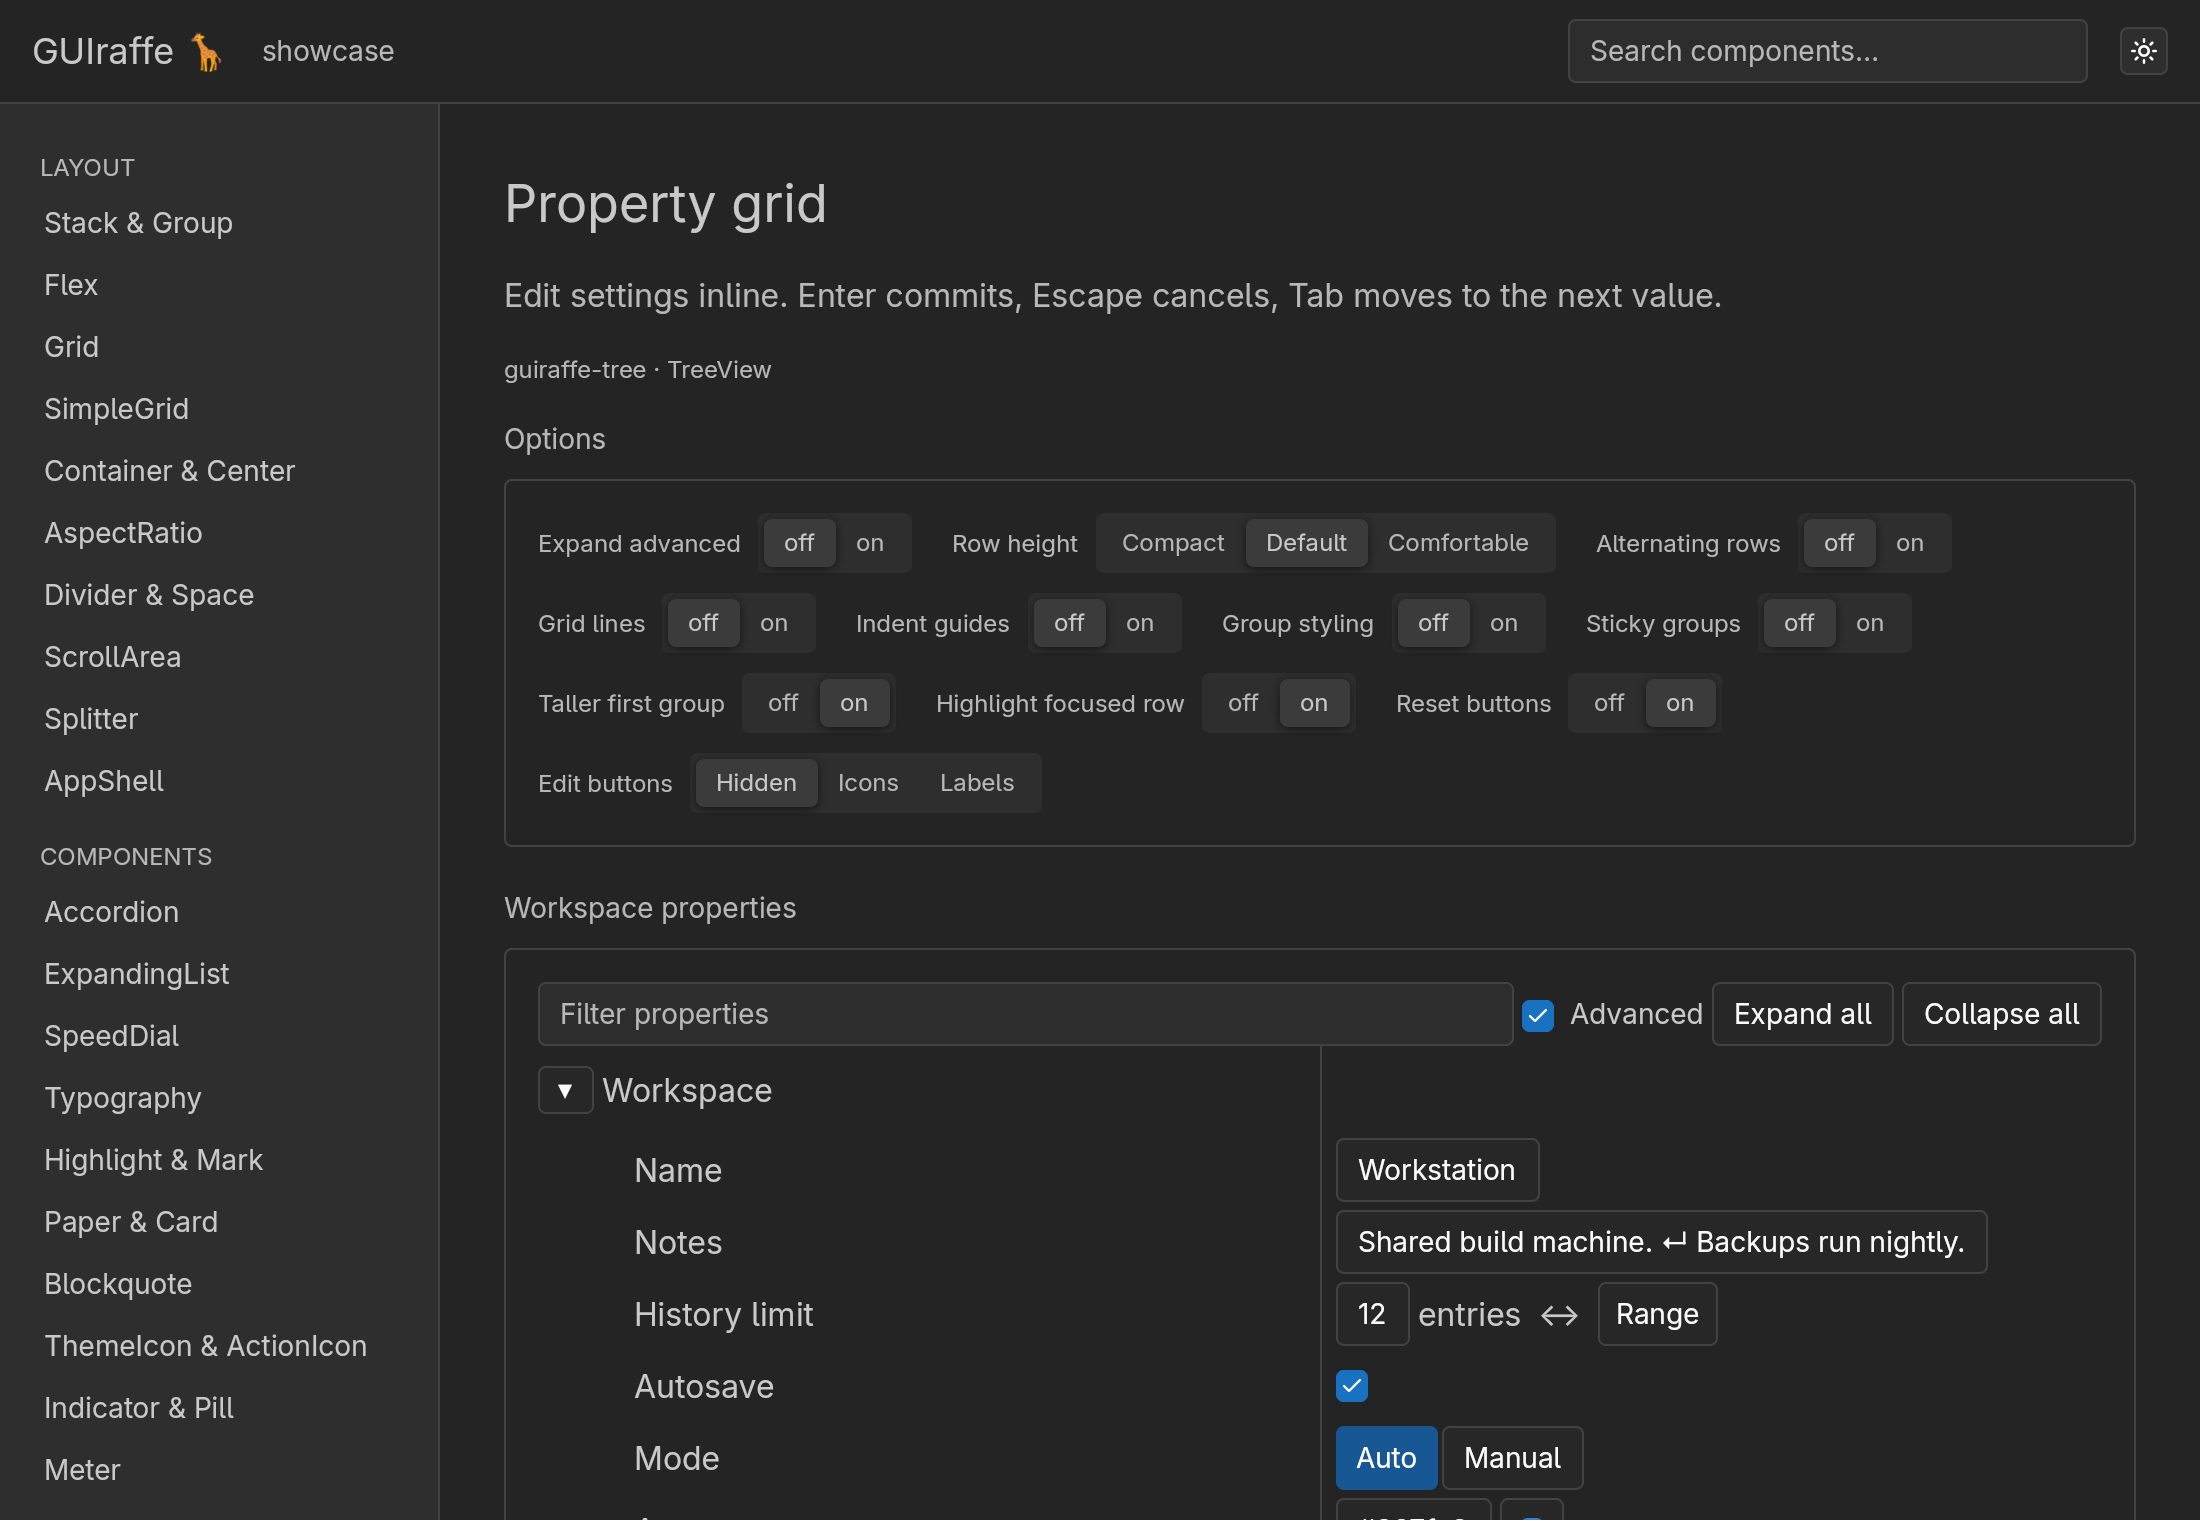 GUIraffe 🦒 showcase
Search components...
LAYOUT
Stack & Group
Flex
Grid
SimpleGrid
Container & Center
AspectRatio
Divider & Space
ScrollArea
Splitter
AppShell
COMPONENTS
Accordion
ExpandingList
SpeedDial
Typography
Highlight & Mark
Paper & Card
Blockquote
ThemeIcon & ActionIcon
Indicator & Pill
Meter
Property grid
Edit settings inline. Enter commits, Escape cancels, Tab moves to the next value.
guiraffe-tree · TreeView
Options
Expand advanced off on Row height Compact Default Comfortable Alternating rows off on
Grid lines off on Indent guides off on Group styling off on Sticky groups off on
Taller first group off on Highlight focused row off on Reset buttons off on
Edit buttons Hidden Icons Labels
Workspace properties
Filter properties Advanced Expand all Collapse all
▼ Workspace
Name Workstation
Notes Shared build machine. ↵ Backups run nightly.
History limit 12 entries ↔ Range
Autosave
Mode Auto Manual